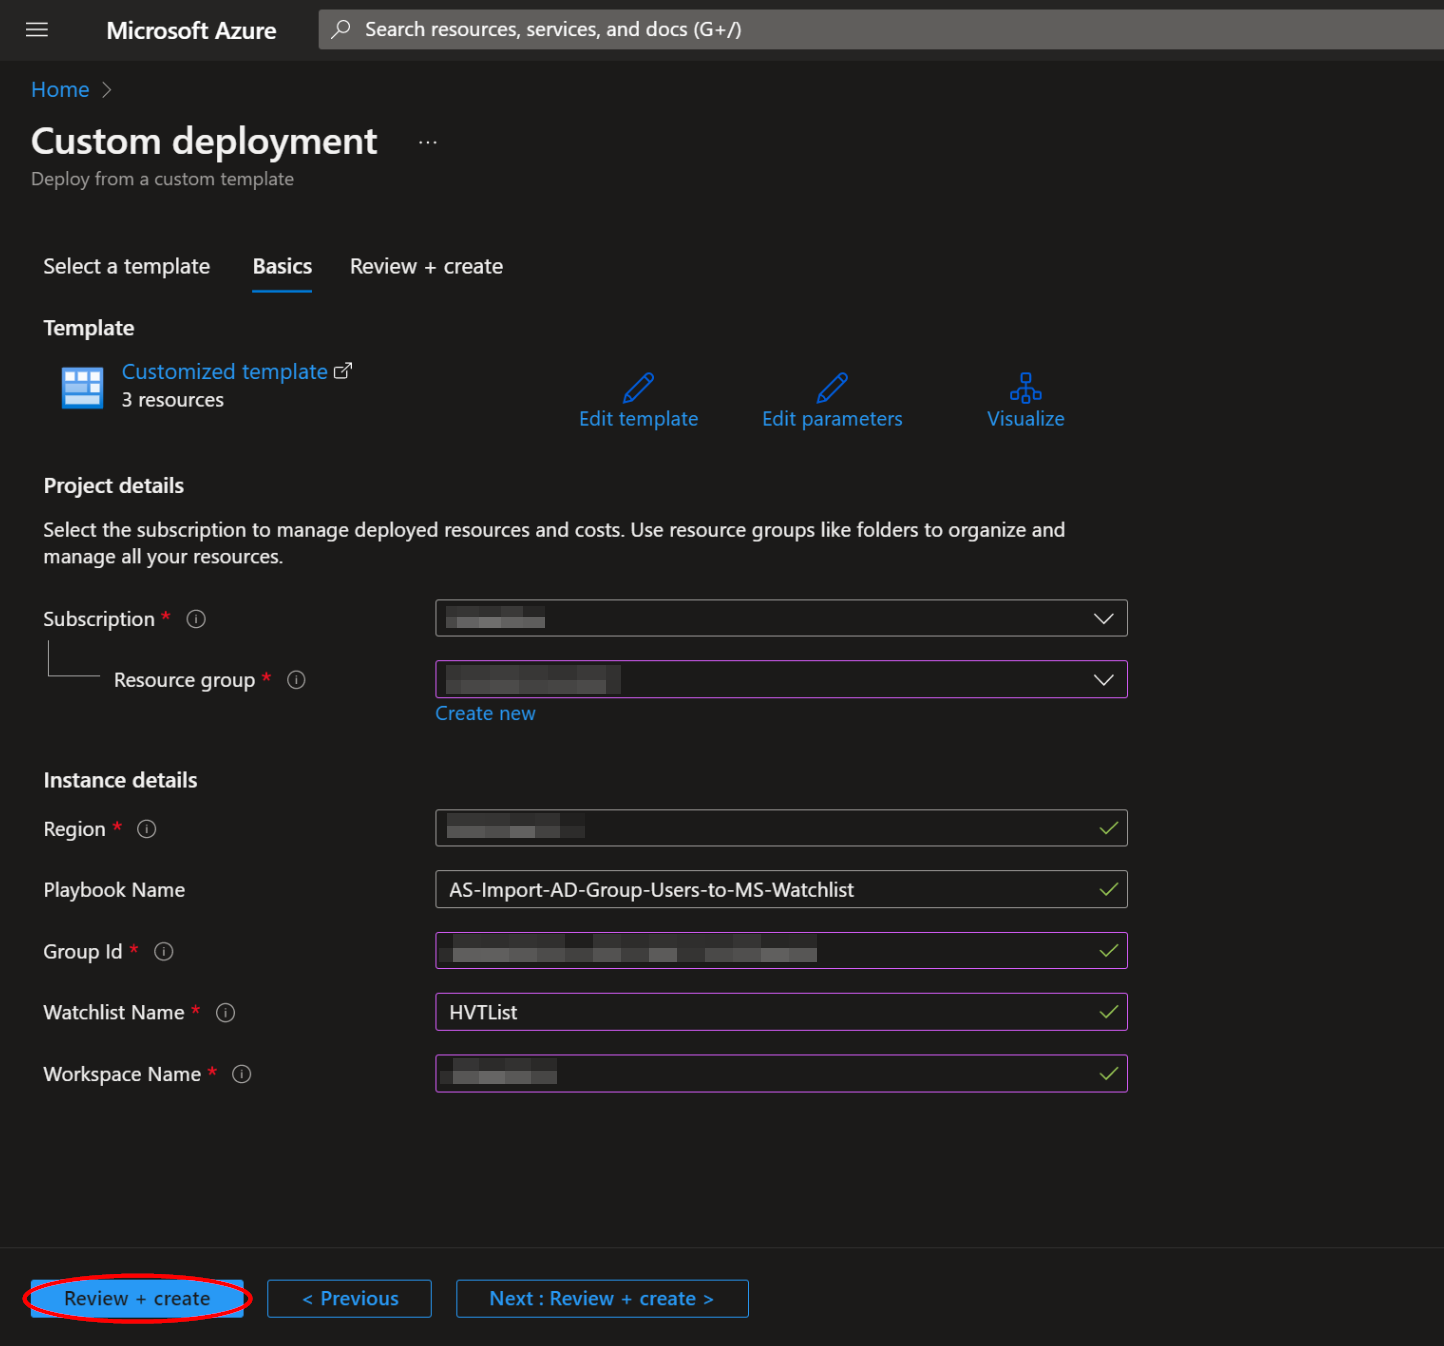 Microsoft Azure
Search resources, services, and docs (G+/)
Home
Custom deployment ...
Deploy from a custom template
Select a template Basics Review + create
Template
Customized template
3 resources
Edit template Edit parameters Visualize
Project details
Select the subscription to manage deployed resources and costs. Use resource groups like folders to organize and
manage all your resources.
Subscription *
Resource group *
Create new
Instance details
Region *
Playbook Name AS-Import-AD-Group-Users-to-MS-Watchlist
Group Id *
Watchlist Name * HVTList
Workspace Name *
Review + create < Previous Next : Review + create >